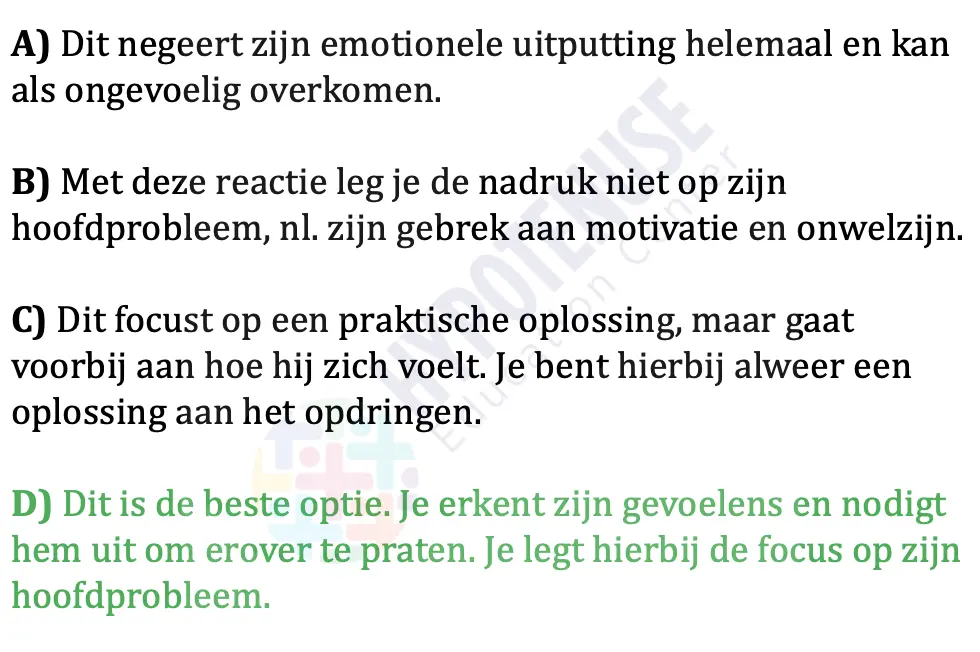 A) Dit negeert zijn emotionele uitputting helemaal en kan
als ongevoelig overkomen.
B) Met deze reactie leg je de nadruk niet op zijn
hoofdprobleem, nl. zijn gebrek aan motivatie en onwelzijn.
C) Dit focust op een praktische oplossing, maar gaat
voorbij aan hoe hij zich voelt. Je bent hierbij alweer een
oplossing aan het opdringen.
D) Dit is de beste optie. Je erkent zijn gevoelens en nodigt
hem uit om erover te praten. Je legt hierbij de focus op zijn
hoofdprobleem.
HYPOTENUSE
Education Center